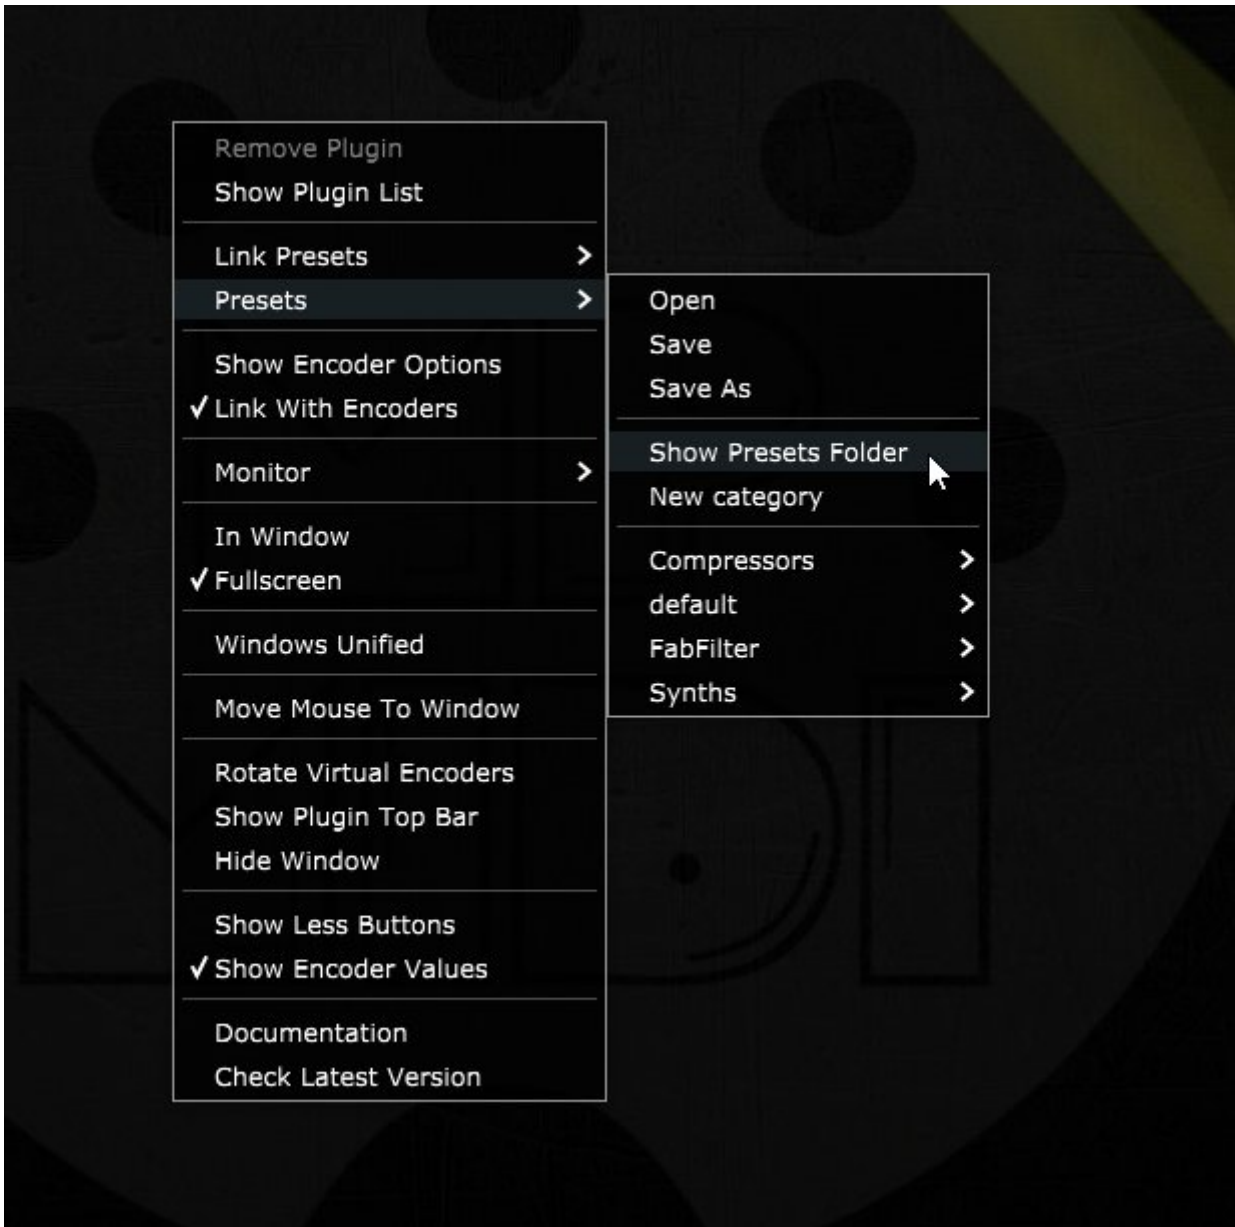 Remove Plugin
Show Plugin List
Link Presets
Presets
Show Encoder Options
Link With Encoders
Monitor
In Window
Fullscreen
Windows Unified
Move Mouse To Window
Rotate Virtual Encoders
Show Plugin Top Bar
Hide Window
Show Less Buttons
Show Encoder Values
Documentation
Check Latest Version
Open
Save
Save As
Show Presets Folder
New category
Compressors
default
FabFilter
Synths